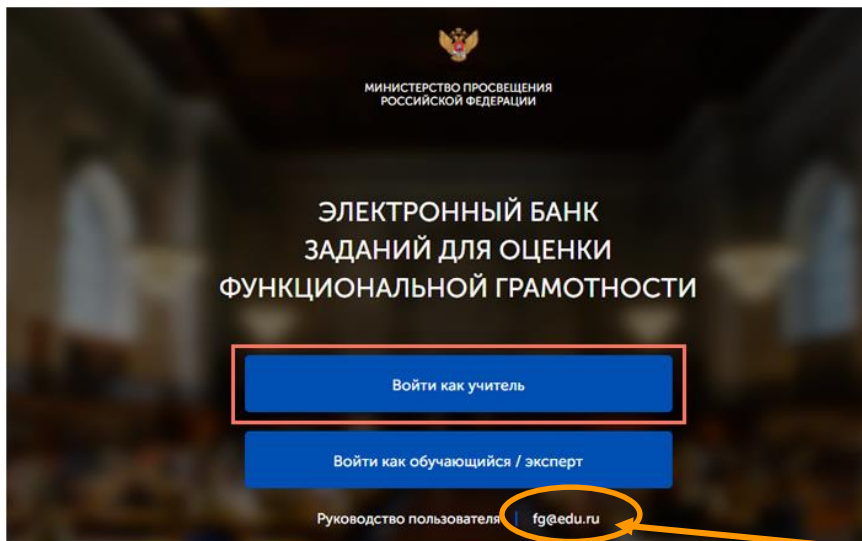 МИНИСТЕРСТВО ПРОСВЕЩЕНИЯ
РОССИЙСКОЙ ФЕДЕРАЦИИ
ЭЛЕКТРОННЫЙ БАНК
ЗАДАНИЙ ДЛЯ ОЦЕНКИ
ФУНКЦИОНАЛЬНОЙ ГРАМОТНОСТИ
Войти как учитель
Войти как обучающийся / эксперт
Руководство пользователя | fg@edu.ru